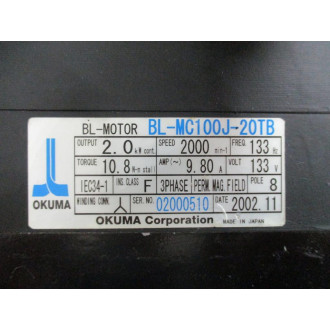 BL-MOTOR BL-MC100J-20TB
OUTPUT 2.0 kW cont. SPEED 2000 min-1 FREQ. 133 Hz
TORQUE 10.8 N-m stall AMP(~) 9.80 A VOLT 133 V
IEC34-1 INS.CLASS F 3PHASE PERM.MAG.FIELD POLE 8
WINDING CONN. SER.NO. 02000510 DATE 2002.11
OKUMA
OKUMA Corporation MADE IN JAPAN